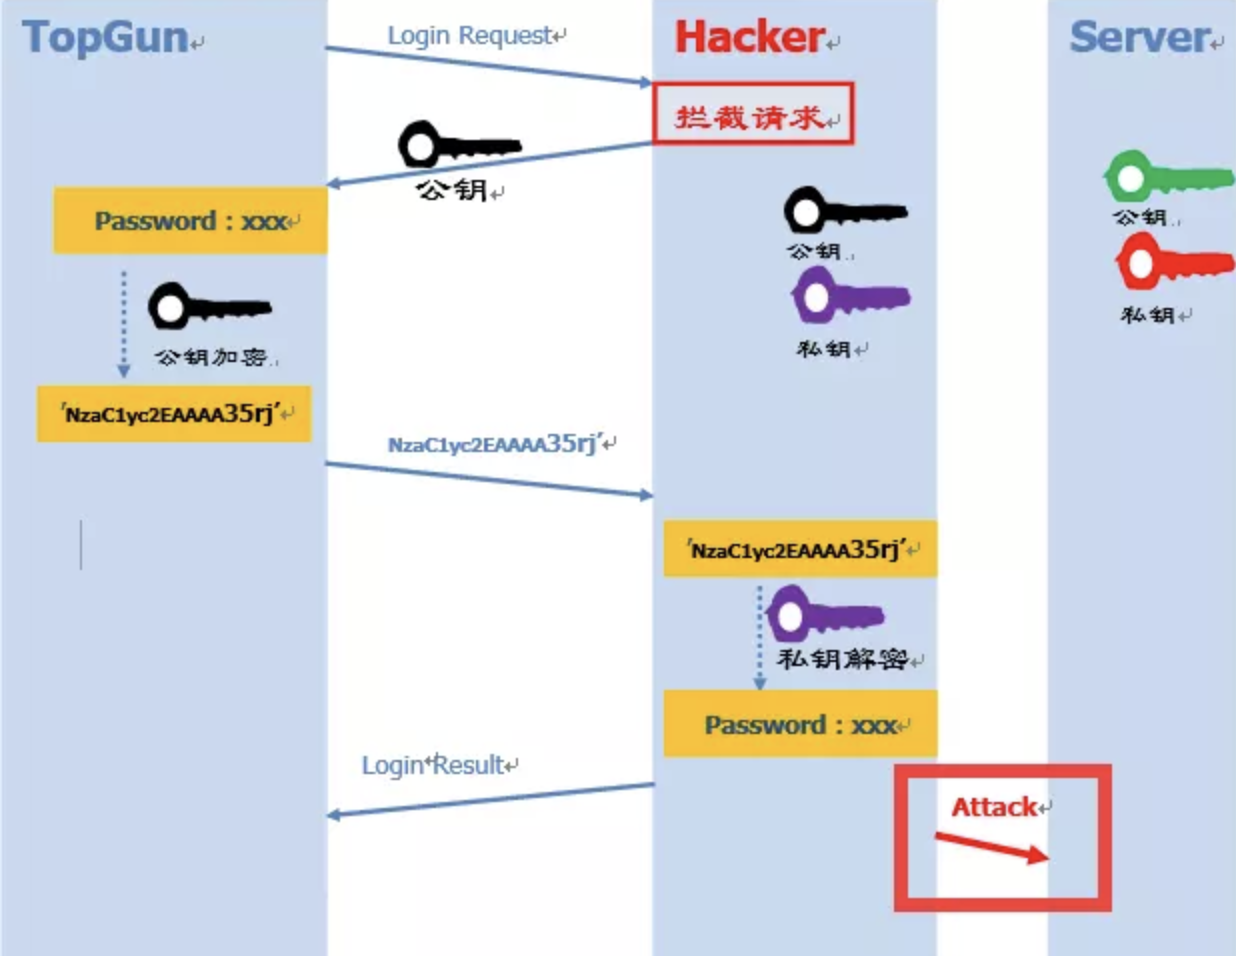 TopGun
Login Request
Hacker
Server
拦截请求
公钥
Password：xxx
公钥
私钥
公钥
私钥
公钥加密
'NzaC1yc2EAAAA35rj'
NzaC1yc2EAAAA35rj'
'NzaC1yc2EAAAA35rj'
私钥解密
Password：xxx
Login Result
Attack